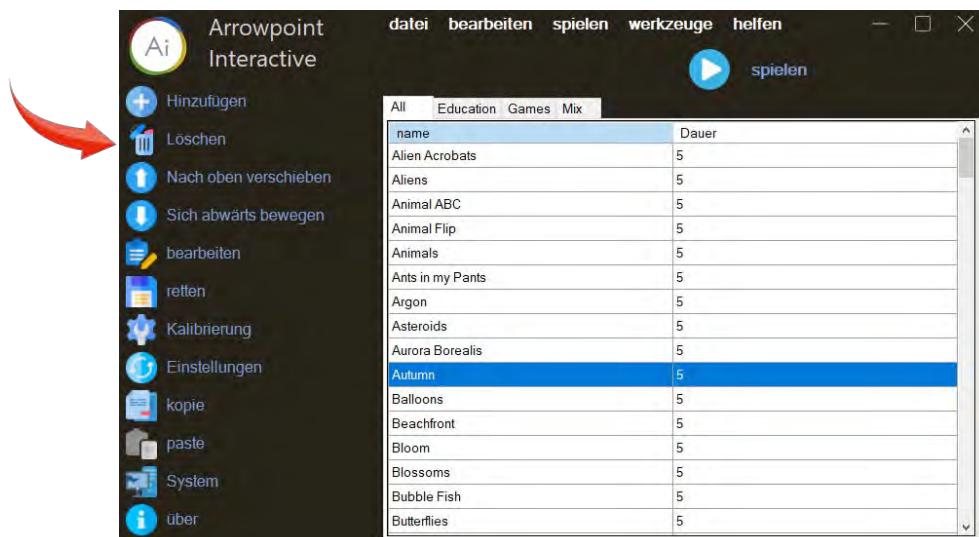 Ai
Arrowpoint
Interactive
datei bearbeiten spielen werkzeuge helfen
spielen
Hinzufügen
Löschen
Nach oben verschieben
Sich abwärts bewegen
bearbeiten
retten
Kalibrierung
Einstellungen
kopie
paste
System
über
All Education Games Mix
name Dauer
Alien Acrobats 5
Aliens 5
Animal ABC 5
Animal Flip 5
Animals 5
Ants in my Pants 5
Argon 5
Asteroids 5
Aurora Borealis 5
Autumn 5
Balloons 5
Beachfront 5
Bloom 5
Blossoms 5
Bubble Fish 5
Butterflies 5